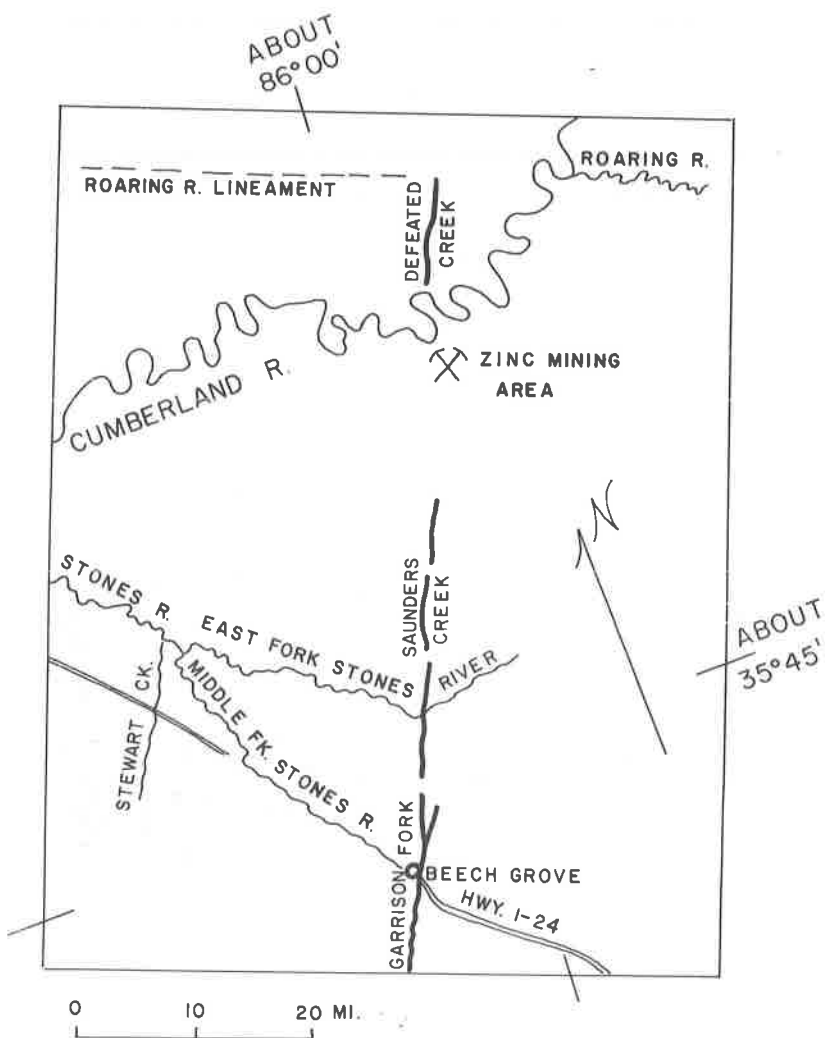 ABOUT
86°00'
ROARING R.
ROARING R. LINEAMENT
DEFEATED
CREEK
ZINC MINING
AREA
CUMBERLAND R.
N
STONES R.
EAST FORK STONES
RIVER
SAUNDERS
CREEK
ABOUT
35°45'
MIDDLE FK. STONES R.
STEWART CK.
GARRISON FORK
BEECH GROVE
HWY. I-24
0 10 20 MI.